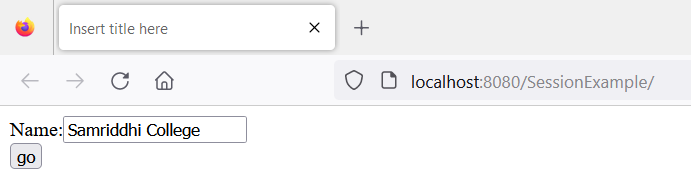 Insert title here
localhost:8080/SessionExample/
Name: Samriddhi College
go